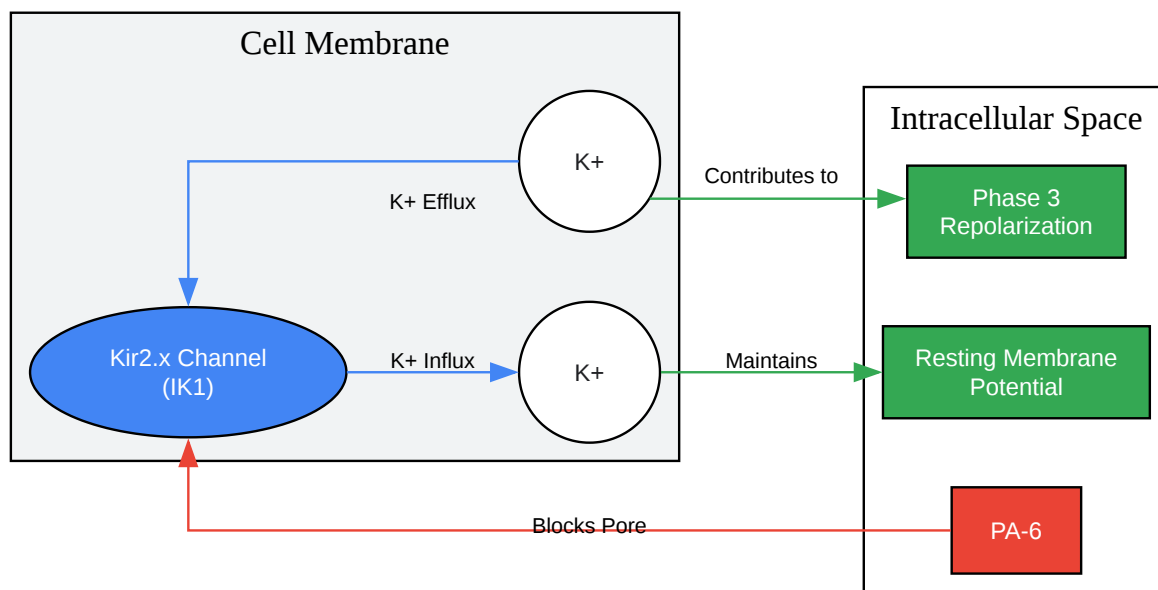 Cell Membrane
Intracellular Space
K+
Contributes to
Phase 3
Repolarization
K+ Efflux
Kir2.x Channel
(IK1)
K+ Influx
K+
Maintains
Resting Membrane
Potential
Blocks Pore
PA-6